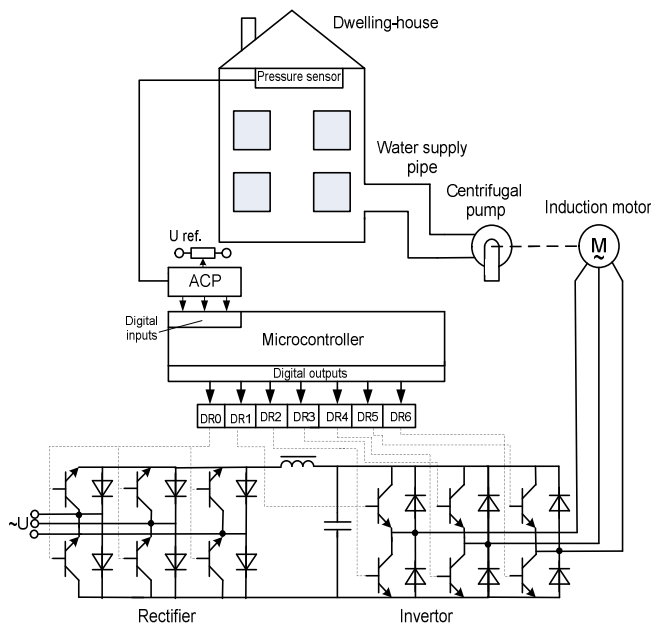 Dwelling-house
Pressure sensor
Water supply
pipe
Centrifugal
pump
Induction motor
M
~
U ref.
ACP
Digital
inputs
Microcontroller
Digital outputs
DR0 DR1 DR2 DR3 DR4 DR5 DR6
~U
Rectifier
Invertor